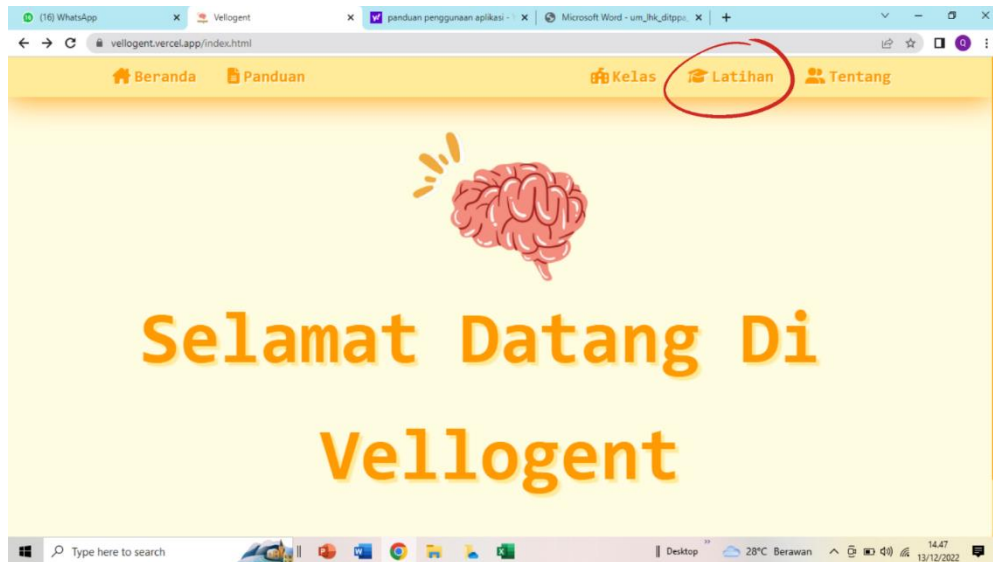 (16) WhatsApp
Vellogent
panduan penggunaan aplikasi -
Microsoft Word - um_lhk_ditppa
vellogent.vercel.app/index.html
Q
Beranda Panduan Kelas Latihan Tentang
Selamat Datang Di
Vellogent
Type here to search
Desktop
28°C Berawan
14.47
13/12/2022